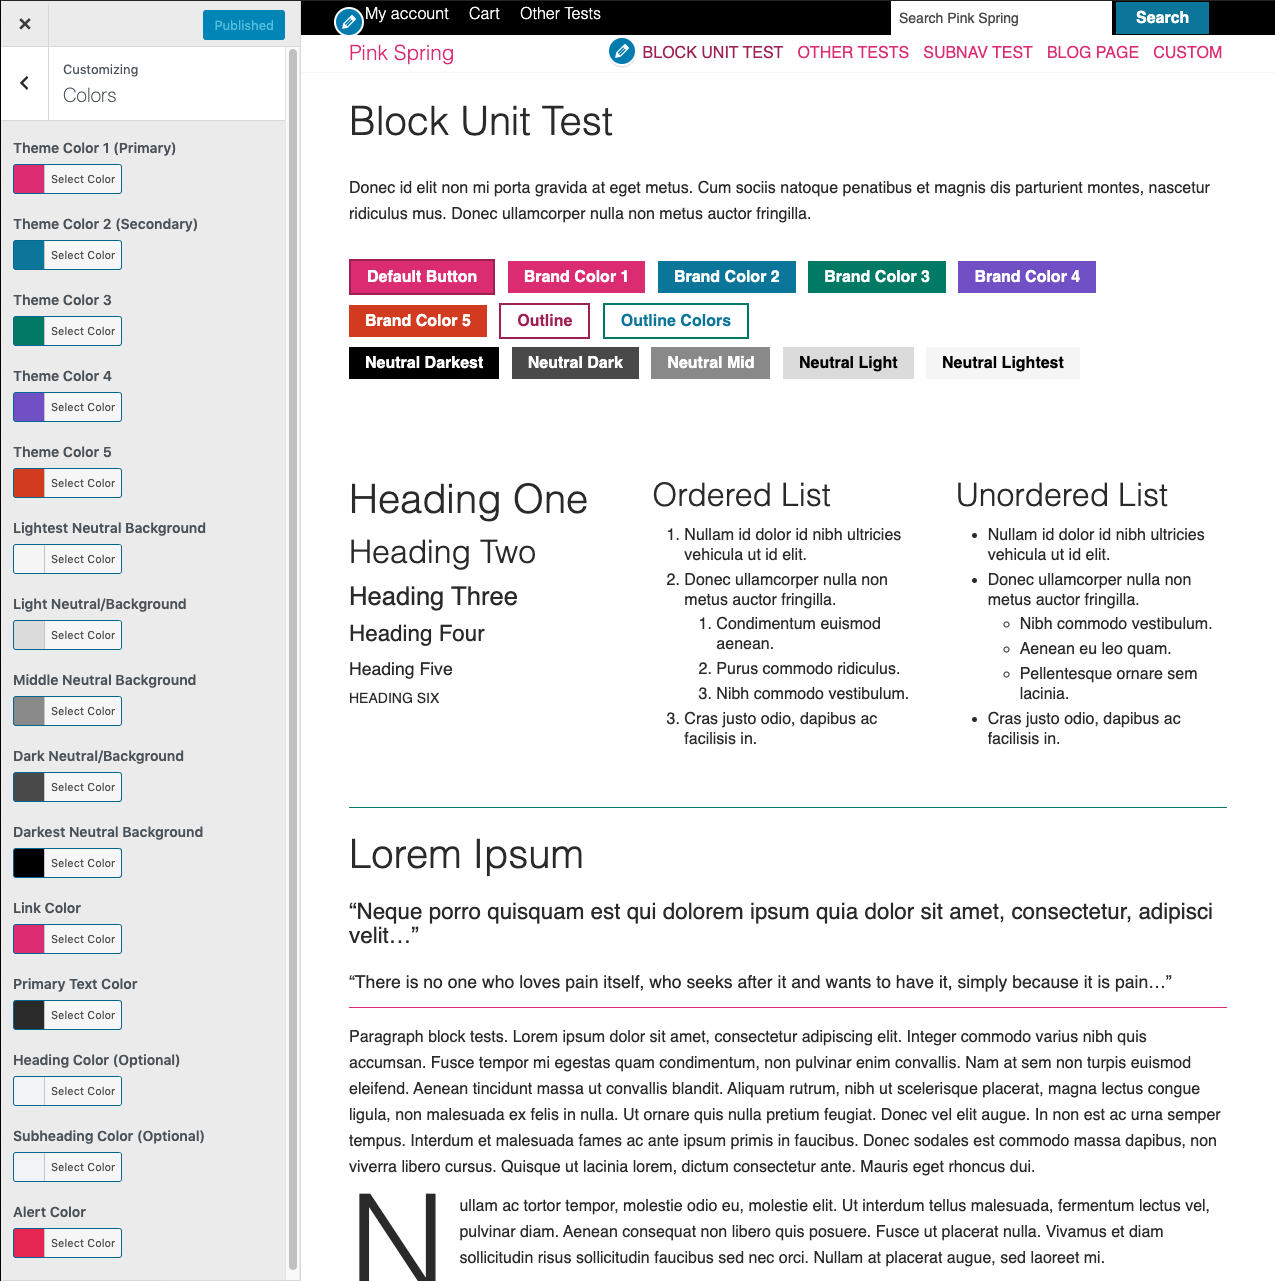 Published
Customizing
Colors
Theme Color 1 (Primary)
Select Color
Theme Color 2 (Secondary)
Select Color
Theme Color 3
Select Color
Theme Color 4
Select Color
Theme Color 5
Select Color
Lightest Neutral Background
Select Color
Light Neutral/Background
Select Color
Middle Neutral Background
Select Color
Dark Neutral/Background
Select Color
Darkest Neutral Background
Select Color
Link Color
Select Color
Primary Text Color
Select Color
Heading Color (Optional)
Select Color
Subheading Color (Optional)
Select Color
Alert Color
Select Color
My account Cart Other Tests Search Pink Spring Search
Pink Spring BLOCK UNIT TEST OTHER TESTS SUBNAV TEST BLOG PAGE CUSTOM
Block Unit Test
Donec id elit non mi porta gravida at eget metus. Cum sociis natoque penatibus et magnis dis parturient montes, nascetur
ridiculus mus. Donec ullamcorper nulla non metus auctor fringilla.
Default Button Brand Color 1 Brand Color 2 Brand Color 3 Brand Color 4
Brand Color 5 Outline Outline Colors
Neutral Darkest Neutral Dark Neutral Mid Neutral Light Neutral Lightest
Heading One
Heading Two
Heading Three
Heading Four
Heading Five
HEADING SIX
Ordered List
1. Nullam id dolor id nibh ultricies
vehicula ut id elit.
2. Donec ullamcorper nulla non
metus auctor fringilla.
1. Condimentum euismod
aenean.
2. Purus commodo ridiculus.
3. Nibh commodo vestibulum.
3. Cras justo odio, dapibus ac
facilisis in.
Unordered List
• Nullam id dolor id nibh ultricies
vehicula ut id elit.
• Donec ullamcorper nulla non
metus auctor fringilla.
◦ Nibh commodo vestibulum.
◦ Aenean eu leo quam.
◦ Pellentesque ornare sem
lacinia.
• Cras justo odio, dapibus ac
facilisis in.
Lorem Ipsum
“Neque porro quisquam est qui dolorem ipsum quia dolor sit amet, consectetur, adipisci
velit…”
“There is no one who loves pain itself, who seeks after it and wants to have it, simply because it is pain…”
Paragraph block tests. Lorem ipsum dolor sit amet, consectetur adipiscing elit. Integer commodo varius nibh quis
accumsan. Fusce tempor mi egestas quam condimentum, non pulvinar enim convallis. Nam at sem non turpis euismod
eleifend. Aenean tincidunt massa ut convallis blandit. Aliquam rutrum, nibh ut scelerisque placerat, magna lectus congue
ligula, non malesuada ex felis in nulla. Ut ornare quis nulla pretium feugiat. Donec vel elit augue. In non est ac urna semper
tempus. Interdum et malesuada fames ac ante ipsum primis in faucibus. Donec sodales est commodo massa dapibus, non
viverra libero cursus. Quisque ut lacinia lorem, dictum consectetur ante. Mauris eget rhoncus dui.
Nullam ac tortor tempor, molestie odio eu, molestie elit. Ut interdum tellus malesuada, fermentum lectus vel,
pulvinar diam. Aenean consequat non libero quis posuere. Fusce ut placerat nulla. Vivamus et diam
sollicitudin risus sollicitudin faucibus sed nec orci. Nullam at placerat augue, sed laoreet mi.